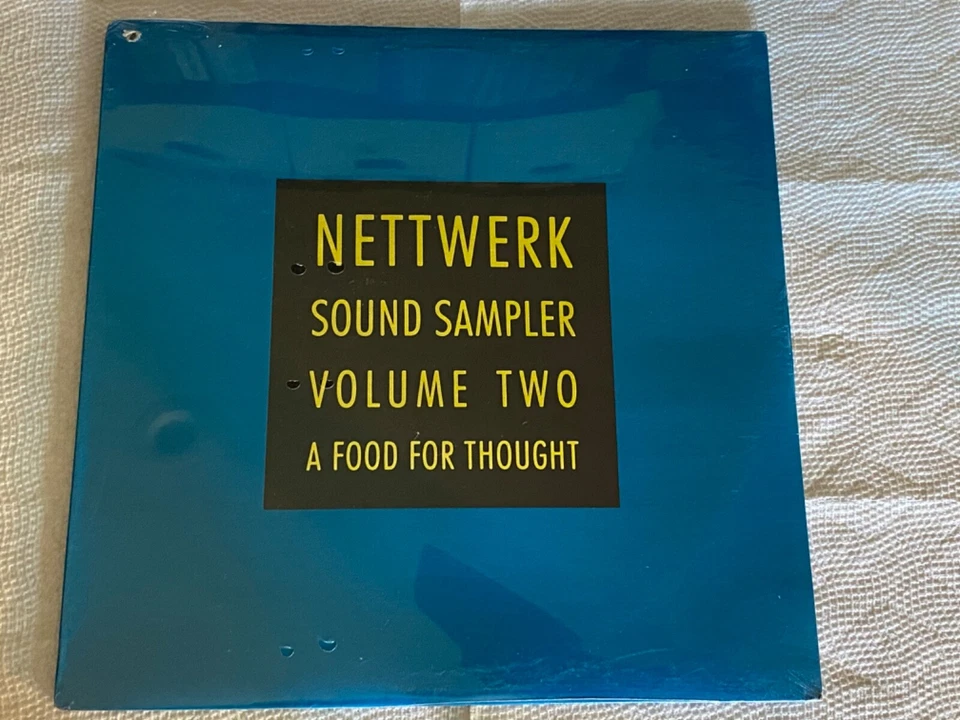 NETTWERK
SOUND SAMPLER
VOLUME TWO
A FOOD FOR THOUGHT